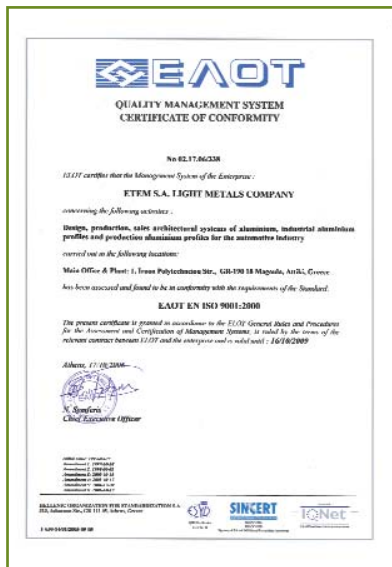 ΕΛΟΤ
QUALITY MANAGEMENT SYSTEM
CERTIFICATE OF CONFORMITY
No 02.17.06/338
ELOT certifies that the Management System of the Enterprise :
ETEM S.A. LIGHT METALS COMPANY
concerning the following activities :
Design, production, sales architectural systems of aluminium, industrial aluminium
profiles and production aluminium profiles for the automotive industry
carried out in the following locations:
Main Office & Plant: 1, Iroon Polytechniou Str., GR-190 18 Magoula, Attiki, Greece
has been assessed and found to be in conformity with the requirements of the Standard.
ΕΛΟΤ EN ISO 9001:2000
The present certificate is granted in accordance to the ELOT General Rules and Procedures
for the Assessment and Certification of Management Systems, is ruled by the terms of the
relevant contract between ELOT and the enterprise and is valid until : 16/10/2009
Athens, 17/10/2006
Chief Executive Officer
HELLENIC ORGANIZATION FOR STANDARDIZATION S.A.
Athens, Greece
SINCERT
IQNet